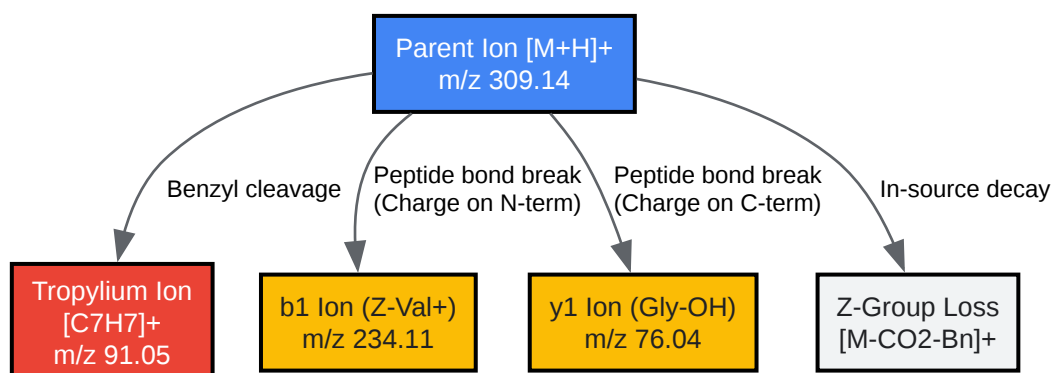 Parent Ion [M+H]+
m/z 309.14
Benzyl cleavage
Peptide bond break
(Charge on N-term)
Peptide bond break
(Charge on C-term)
In-source decay
Tropylium Ion
[C7H7]+
m/z 91.05
b1 Ion (Z-Val+)
m/z 234.11
y1 Ion (Gly-OH)
m/z 76.04
Z-Group Loss
[M-CO2-Bn]+